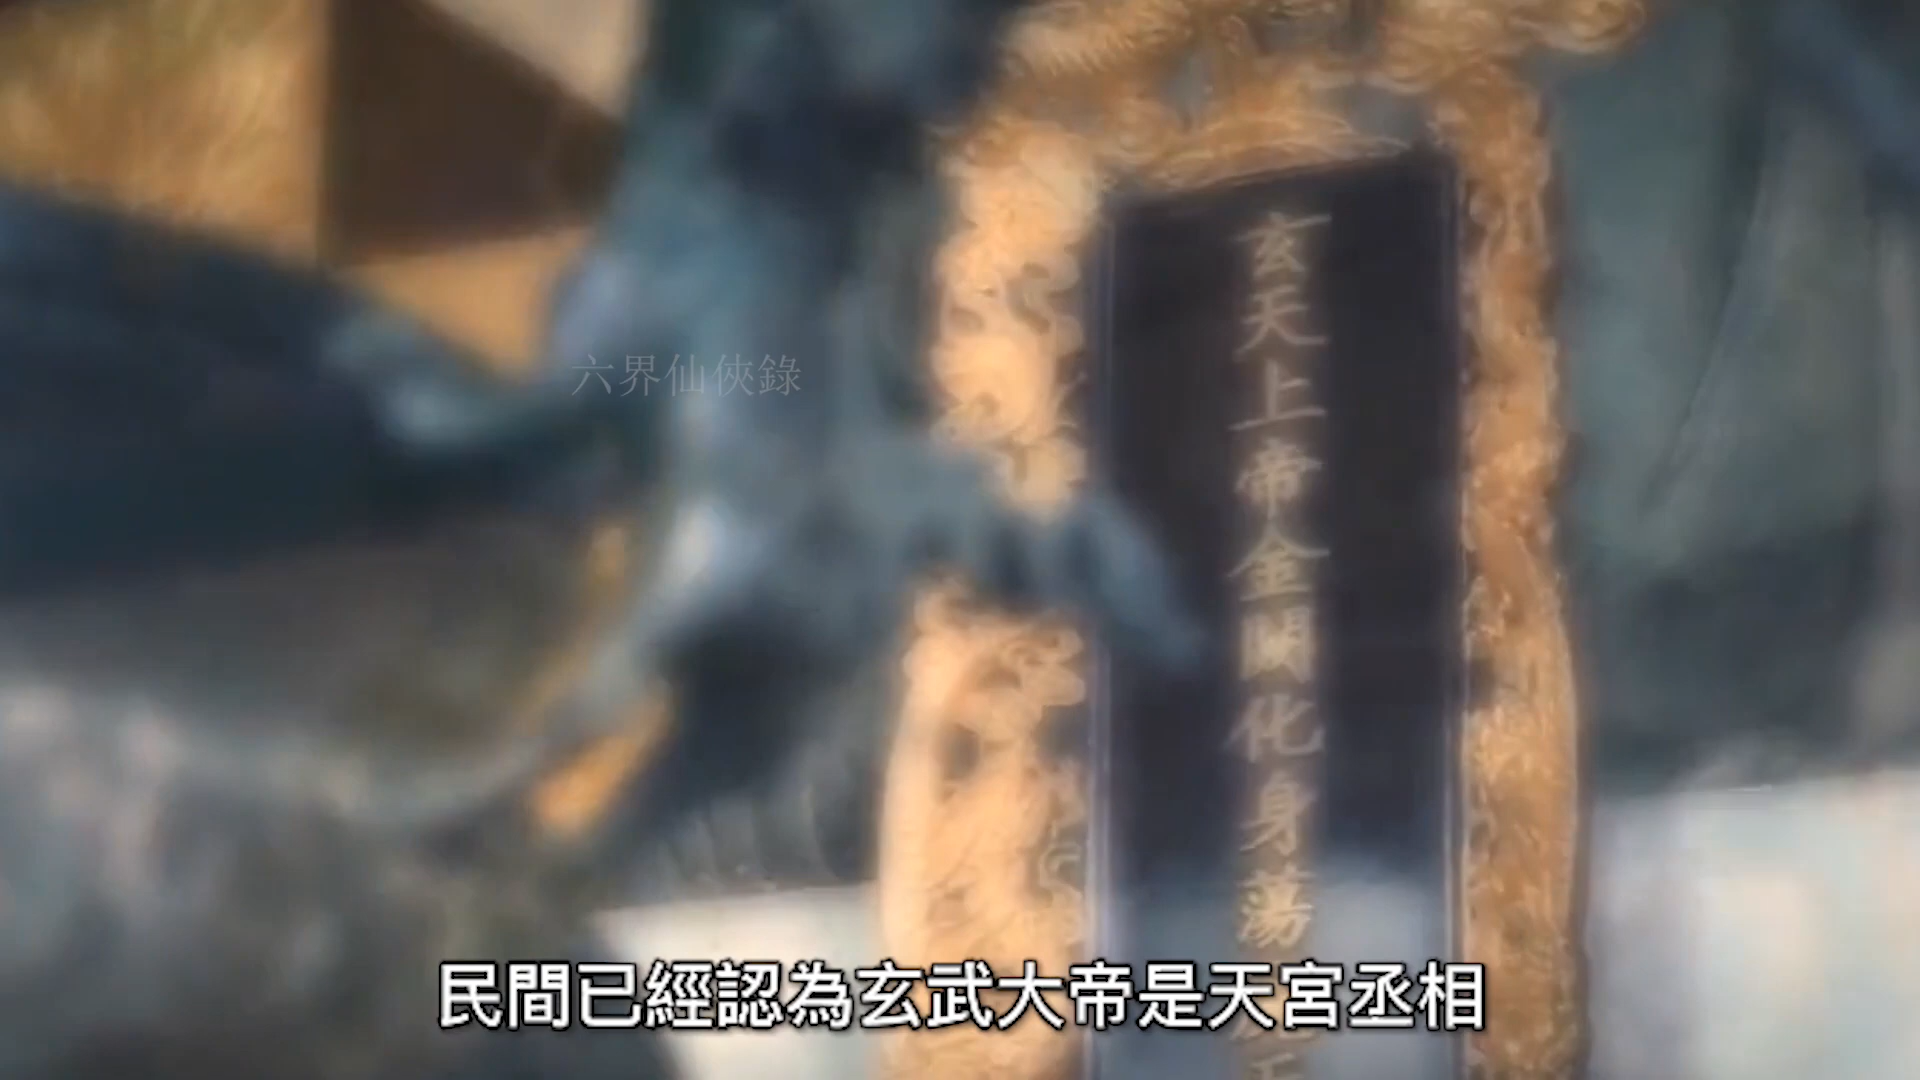 玄天上帝金闕化身蕩
六界仙俠錄
民間已經認為玄武大帝是天宮丞相